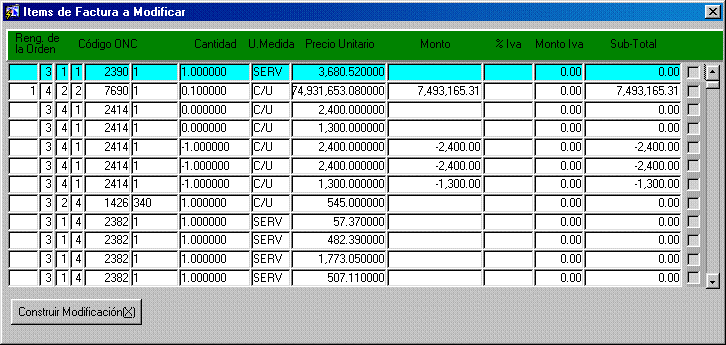 Items de Factura a Modificar
Reng. de la Orden Código ONC Cantidad U.Medida Precio Unitario Monto % Iva Monto Iva Sub-Total
3 1 1 2390 1 1.000000 SERV 3,680.520000 0.00 0.00
1 4 2 2 7690 1 0.100000 C/U 74,931,653.080000 7,493,165.31 0.00 7,493,165.31
3 4 1 2414 1 0.000000 C/U 2,400.000000 0.00 0.00
3 4 1 2414 1 0.000000 C/U 1,300.000000 0.00 0.00
3 4 1 2414 1 -1.000000 C/U 2,400.000000 -2,400.00 0.00 -2,400.00
3 4 1 2414 1 -1.000000 C/U 2,400.000000 -2,400.00 0.00 -2,400.00
3 4 1 2414 1 -1.000000 C/U 1,300.000000 -1,300.00 0.00 -1,300.00
3 2 4 1426 340 1.000000 C/U 545.000000 0.00 0.00
3 1 4 2382 1 1.000000 SERV 57.370000 0.00 0.00
3 1 4 2382 1 1.000000 SERV 482.390000 0.00 0.00
3 1 4 2382 1 1.000000 SERV 1,773.050000 0.00 0.00
3 1 4 2382 1 1.000000 SERV 507.110000 0.00 0.00
Construir Modificación(X)